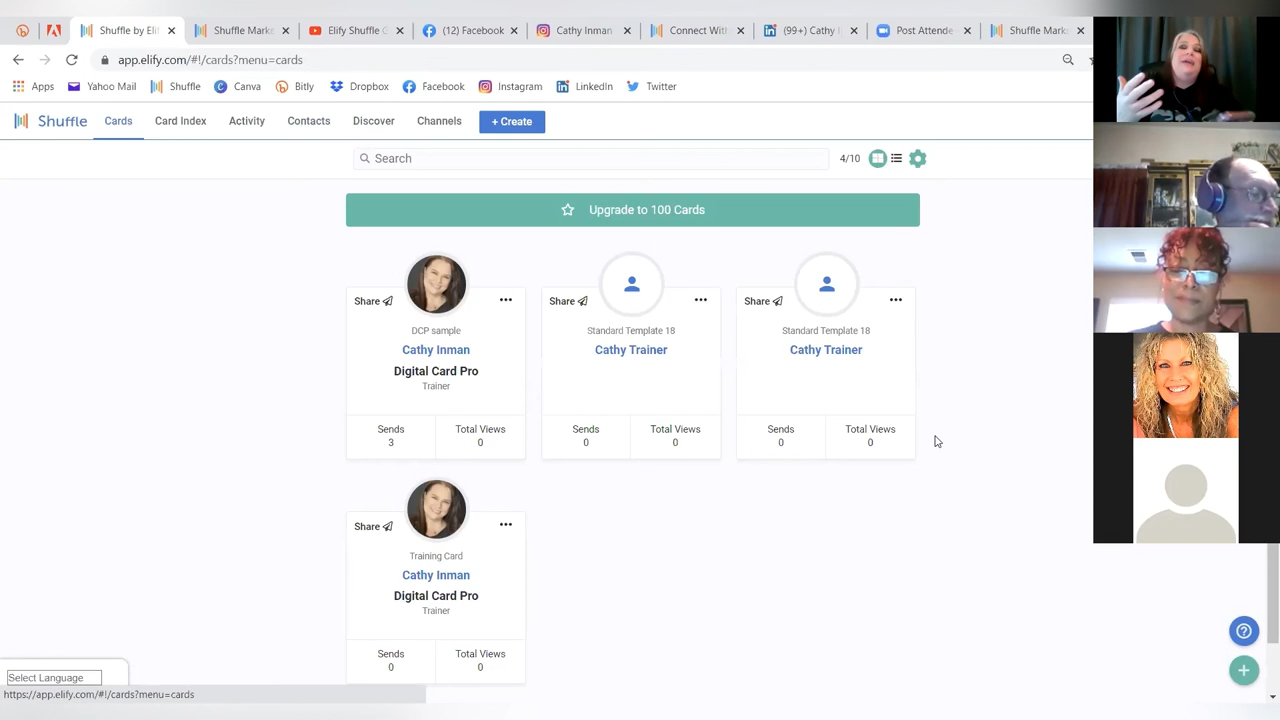 Shuffle by Elif
Shuffle Marke
Elify Shuffle G
(12) Facebook
Cathy Inman
Connect With
(99+) Cathy I
Post Attende
Shuffle Mark
app.elify.com/#!/cards?menu=cards
Apps
Yahoo Mail
Shuffle
Canva
Bitly
Dropbox
Facebook
Instagram
LinkedIn
Twitter
Shuffle
Cards
Card Index
Activity
Contacts
Discover
Channels
+ Create
Search
4/10
Upgrade to 100 Cards
Share
DCP sample
Cathy Inman
Digital Card Pro
Trainer
Sends
3
Total Views
0
Share
Standard Template 18
Cathy Trainer
Sends
0
Total Views
0
Share
Standard Template 18
Cathy Trainer
Sends
0
Total Views
0
Share
Training Card
Cathy Inman
Digital Card Pro
Trainer
Sends
0
Total Views
0
Select Language
https://app.elify.com/#!/cards?menu=cards